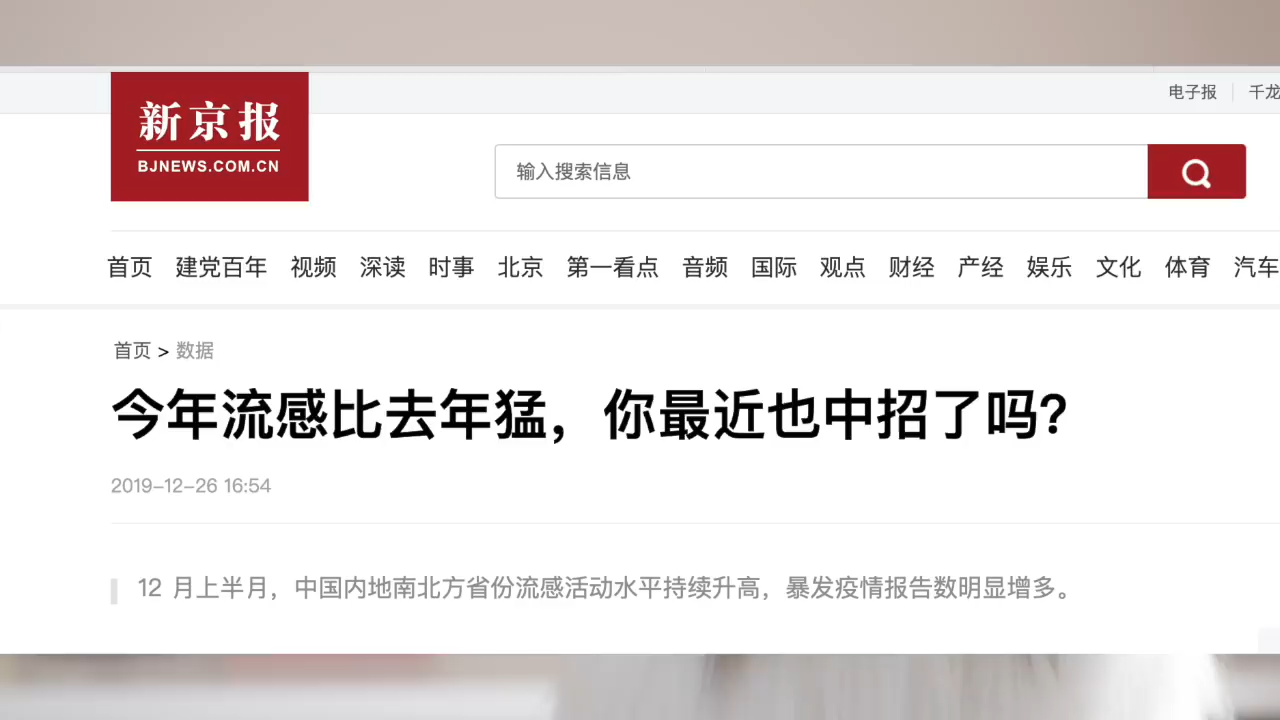 电子报 千龙
新京报
BJNEWS.COM.CN
输入搜索信息
首页 建党百年 视频 深读 时事 北京 第一看点 音频 国际 观点 财经 产经 娱乐 文化 体育 汽车
首页 > 数据
今年流感比去年猛，你最近也中招了吗？
2019-12-26 16:54
12 月上半月，中国内地南北方省份流感活动水平持续升高，暴发疫情报告数明显增多。